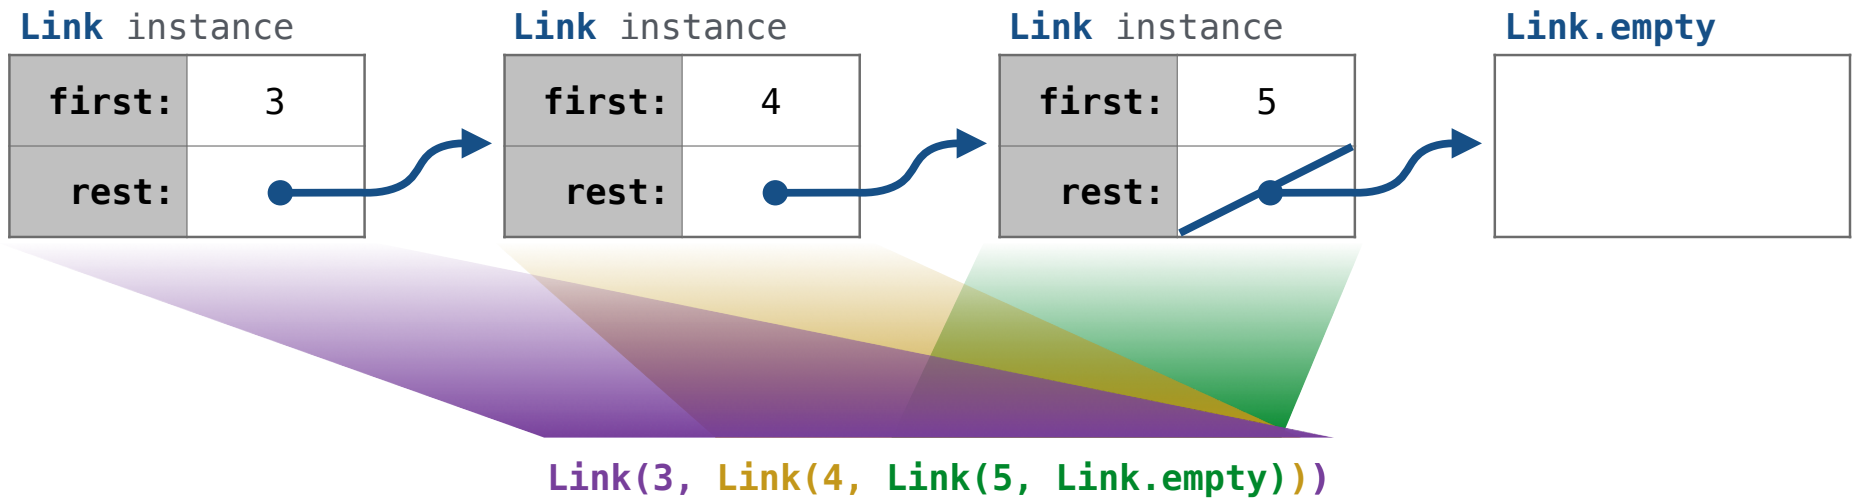 Link instance Link instance Link instance Link.empty
first: 3 first: 4 first: 5
rest: rest: rest:
Link(3, Link(4, Link(5, Link.empty)))